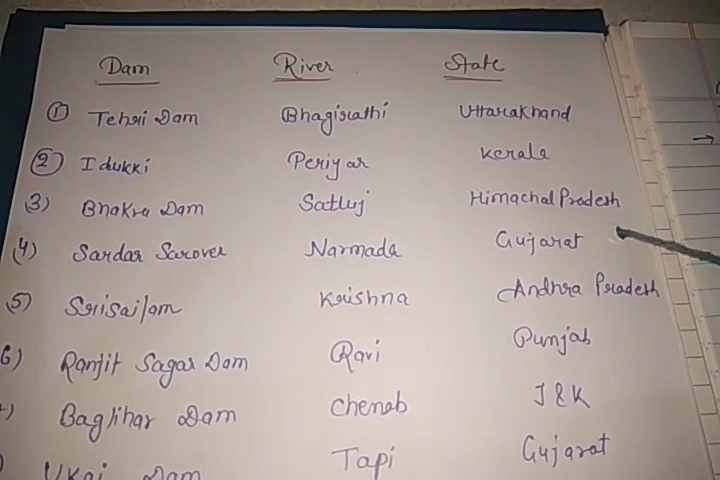 Dam River State
① Tehri Dam Bhagirathi Uttarakhand
② Idukki Periyar Kerala
3) Bhakra Dam Satluj Himachal Pradesh
4) Sardar Sarover Narmada Gujarat
5) Srisailam Krishna Andhra Pradesh
6) Ranjit Sagar Dam Ravi Punjab
Baglihar Dam Chenab J&K
Ukai Dam Tapi Gujarat